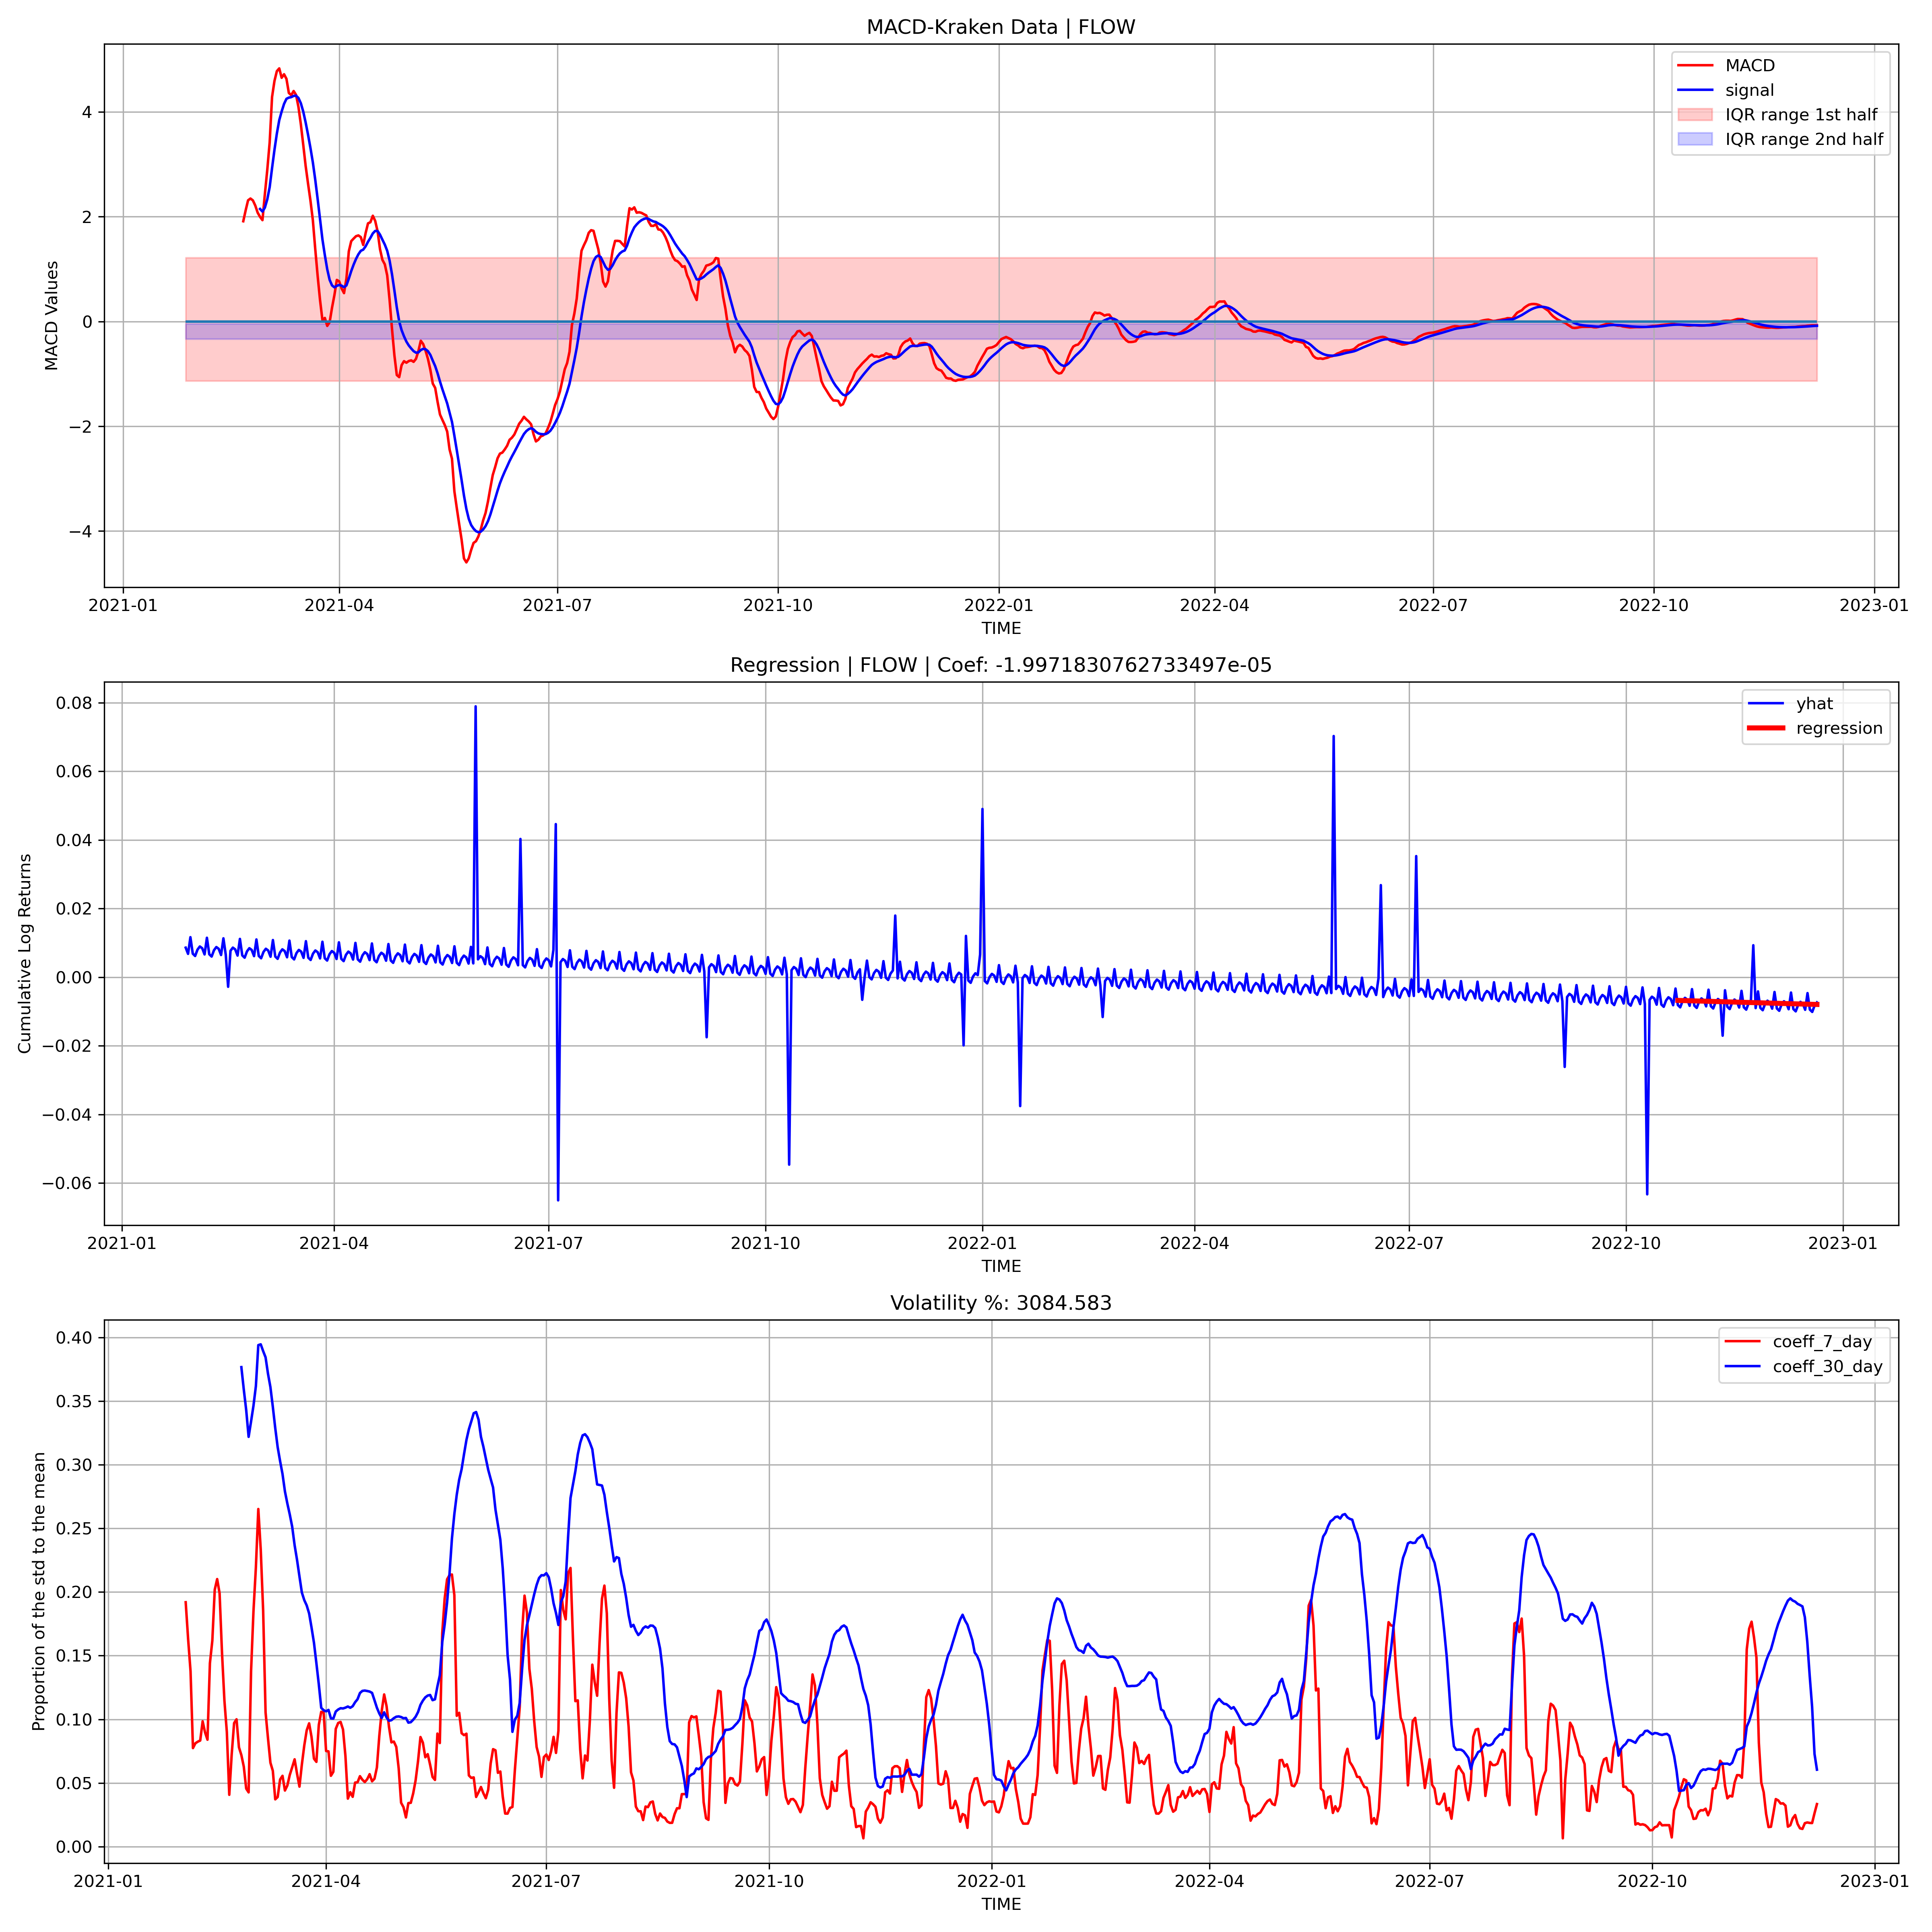 MACD-Kraken Data | FLOW
MACD
signal
IQR range 1st half
IQR range 2nd half
MACD Values
4
2
0
−2
−4
2021-01 2021-04 2021-07 2021-10 2022-01 2022-04 2022-07 2022-10 2023-01
TIME
Regression | FLOW | Coef: -1.9971830762733497e-05
yhat
regression
Cumulative Log Returns
0.08
0.06
0.04
0.02
0.00
−0.02
−0.04
−0.06
2021-01 2021-04 2021-07 2021-10 2022-01 2022-04 2022-07 2022-10 2023-01
TIME
Volatility %: 3084.583
coeff_7_day
coeff_30_day
Proportion of the std to the mean
0.40
0.35
0.30
0.25
0.20
0.15
0.10
0.05
0.00
2021-01 2021-04 2021-07 2021-10 2022-01 2022-04 2022-07 2022-10 2023-01
TIME